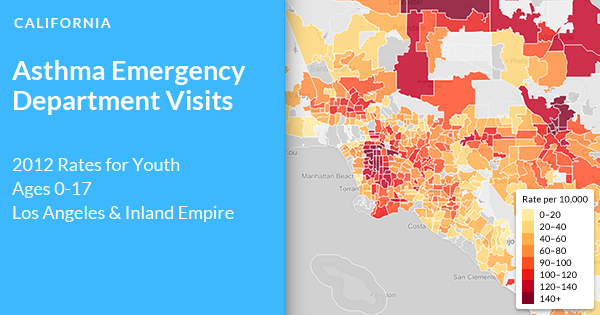 CALIFORNIA
Asthma Emergency
Department Visits
2012 Rates for Youth
Ages 0-17
Los Angeles & Inland Empire
Manhattan Beach
Torran
Costa
San Clemente
Rate per 10,000
0–20
20–40
40–60
60–80
90–100
100–120
120–140
140+